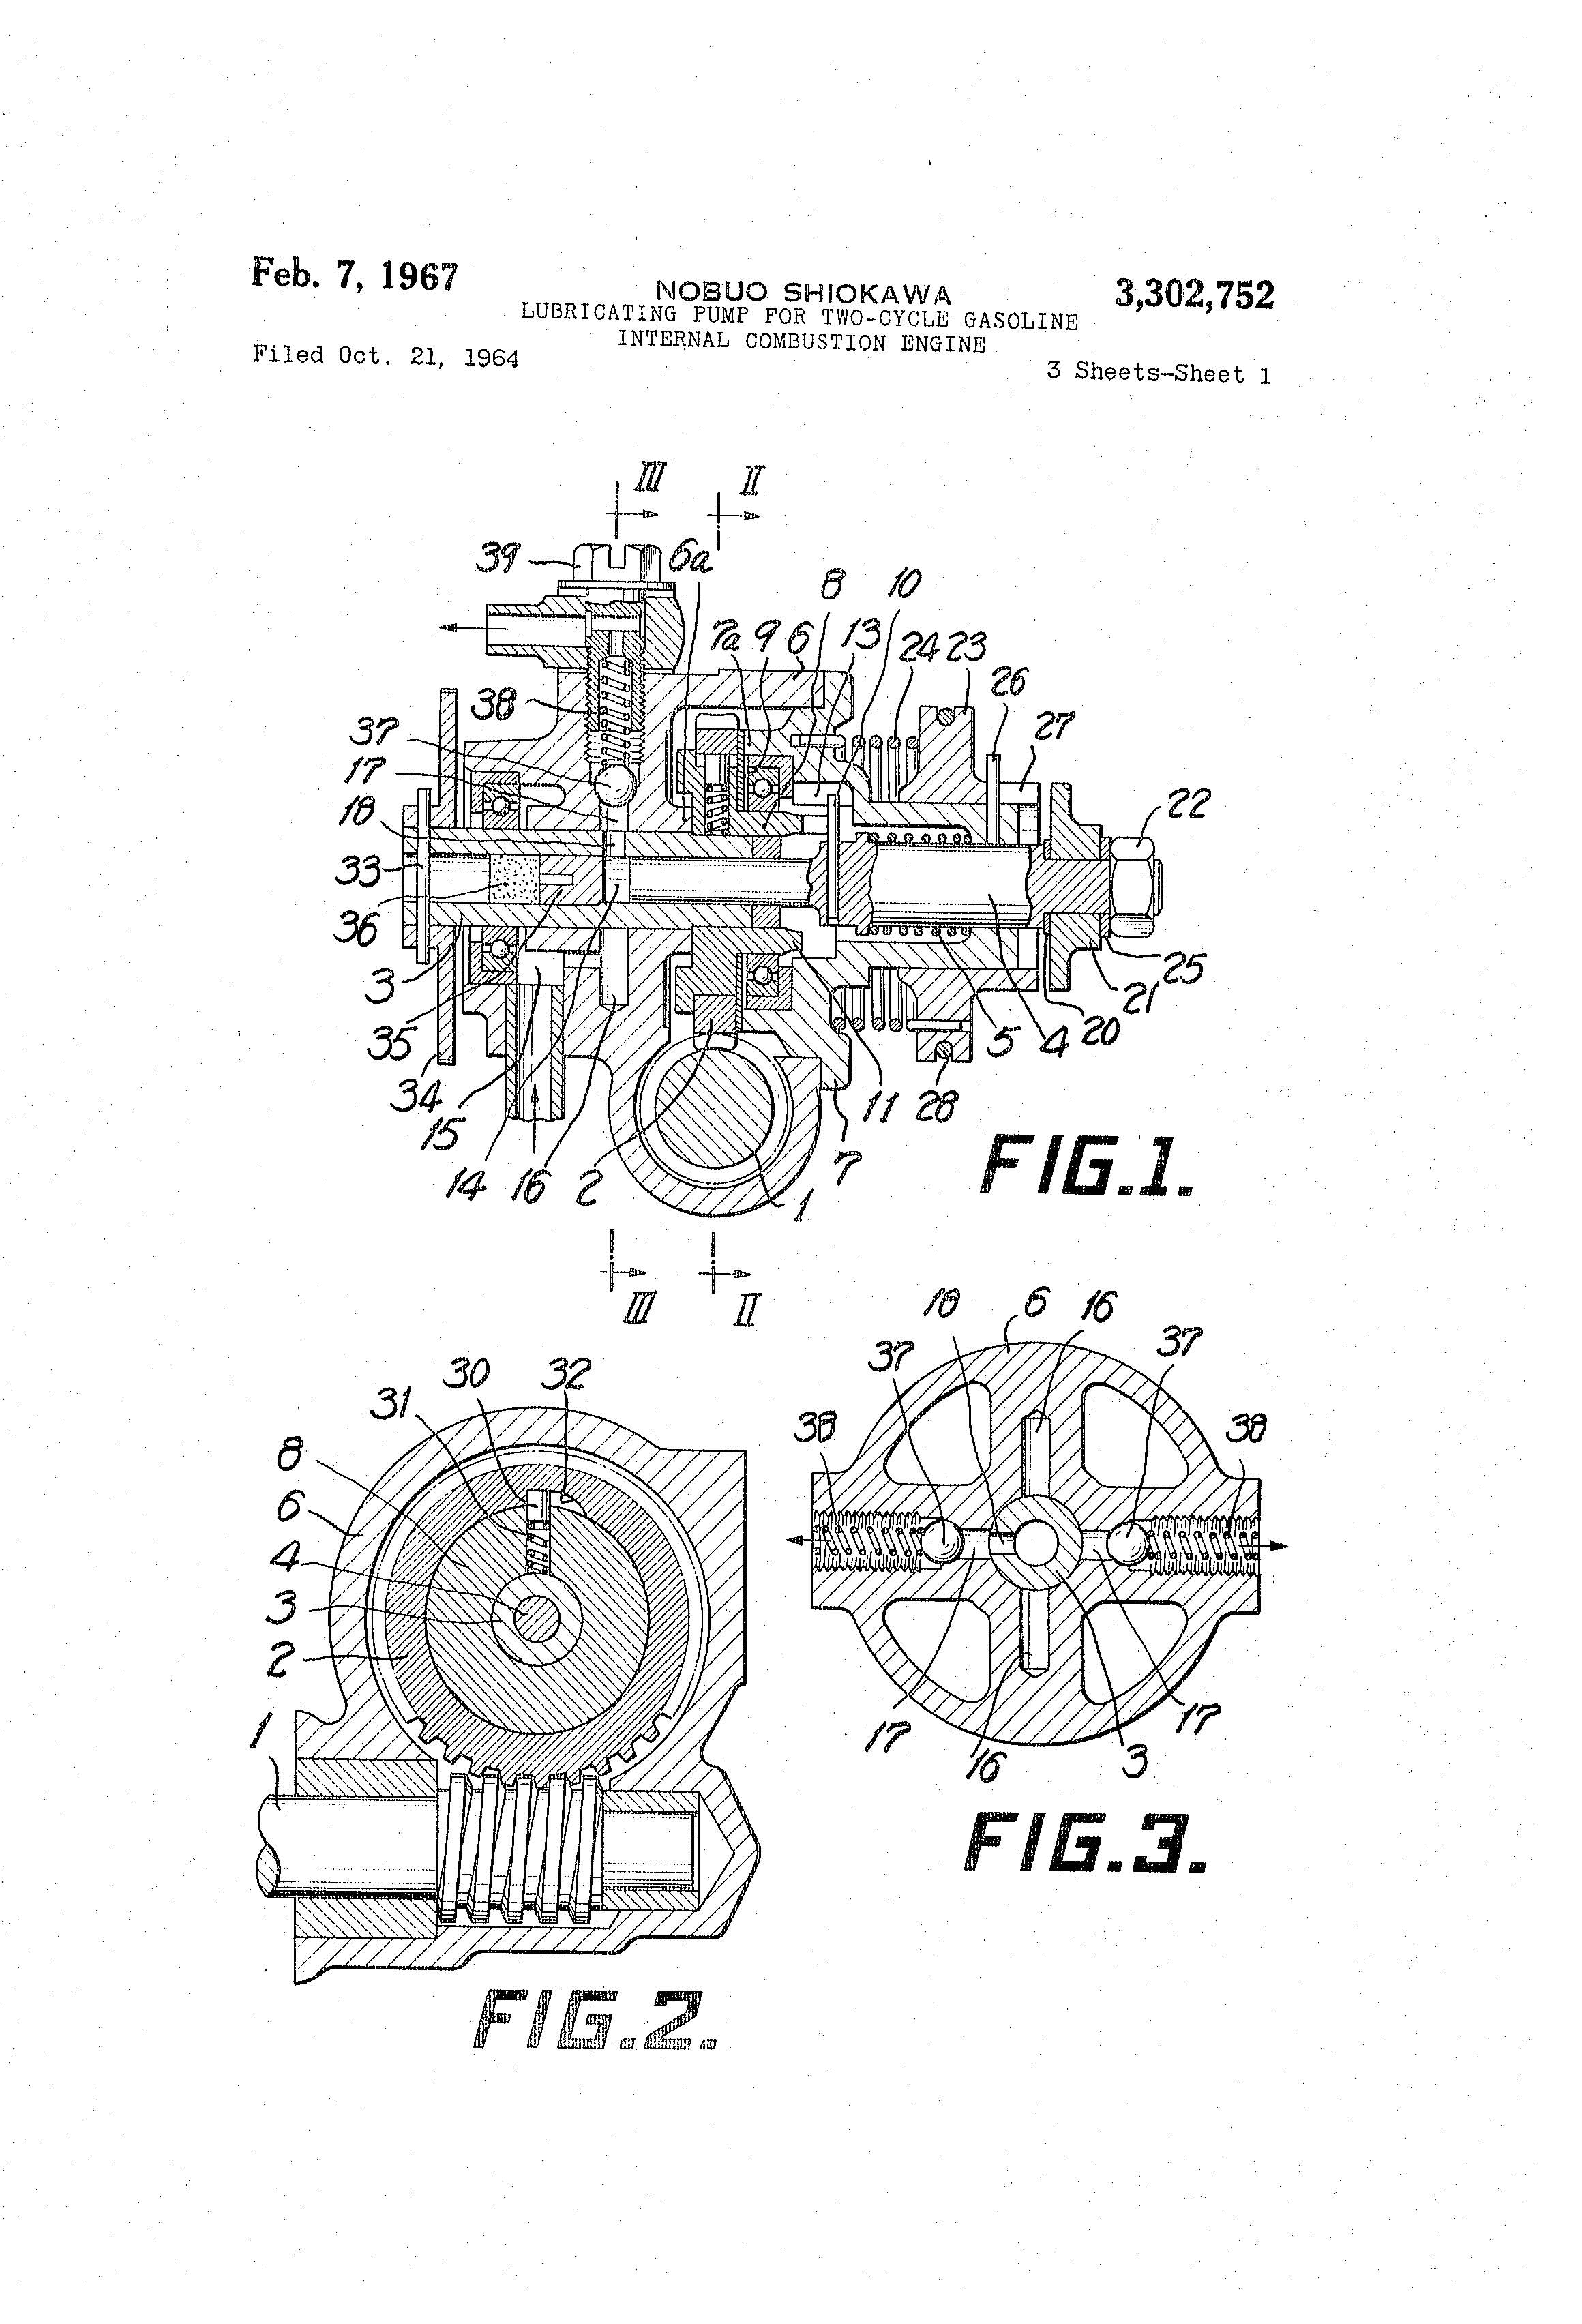 Feb. 7, 1967
NOBUO SHIOKAWA
3,302,752
LUBRICATING PUMP FOR TWO-CYCLE GASOLINE
INTERNAL COMBUSTION ENGINE
Filed Oct. 21, 1964
3 Sheets-Sheet 1
III II
39 6a 8 10
7a 9 6 13 24 23
38 26
37 27
17
18 22
33
36
3 25
35 21
5 4 20
34 11 28
15 7
14 16 2 1
FIG.1.
III II
18 6 16
37 37
30 32
31 38 38
8
6
4
3
2
17 16 3 17
1
FIG.3.
FIG.2.